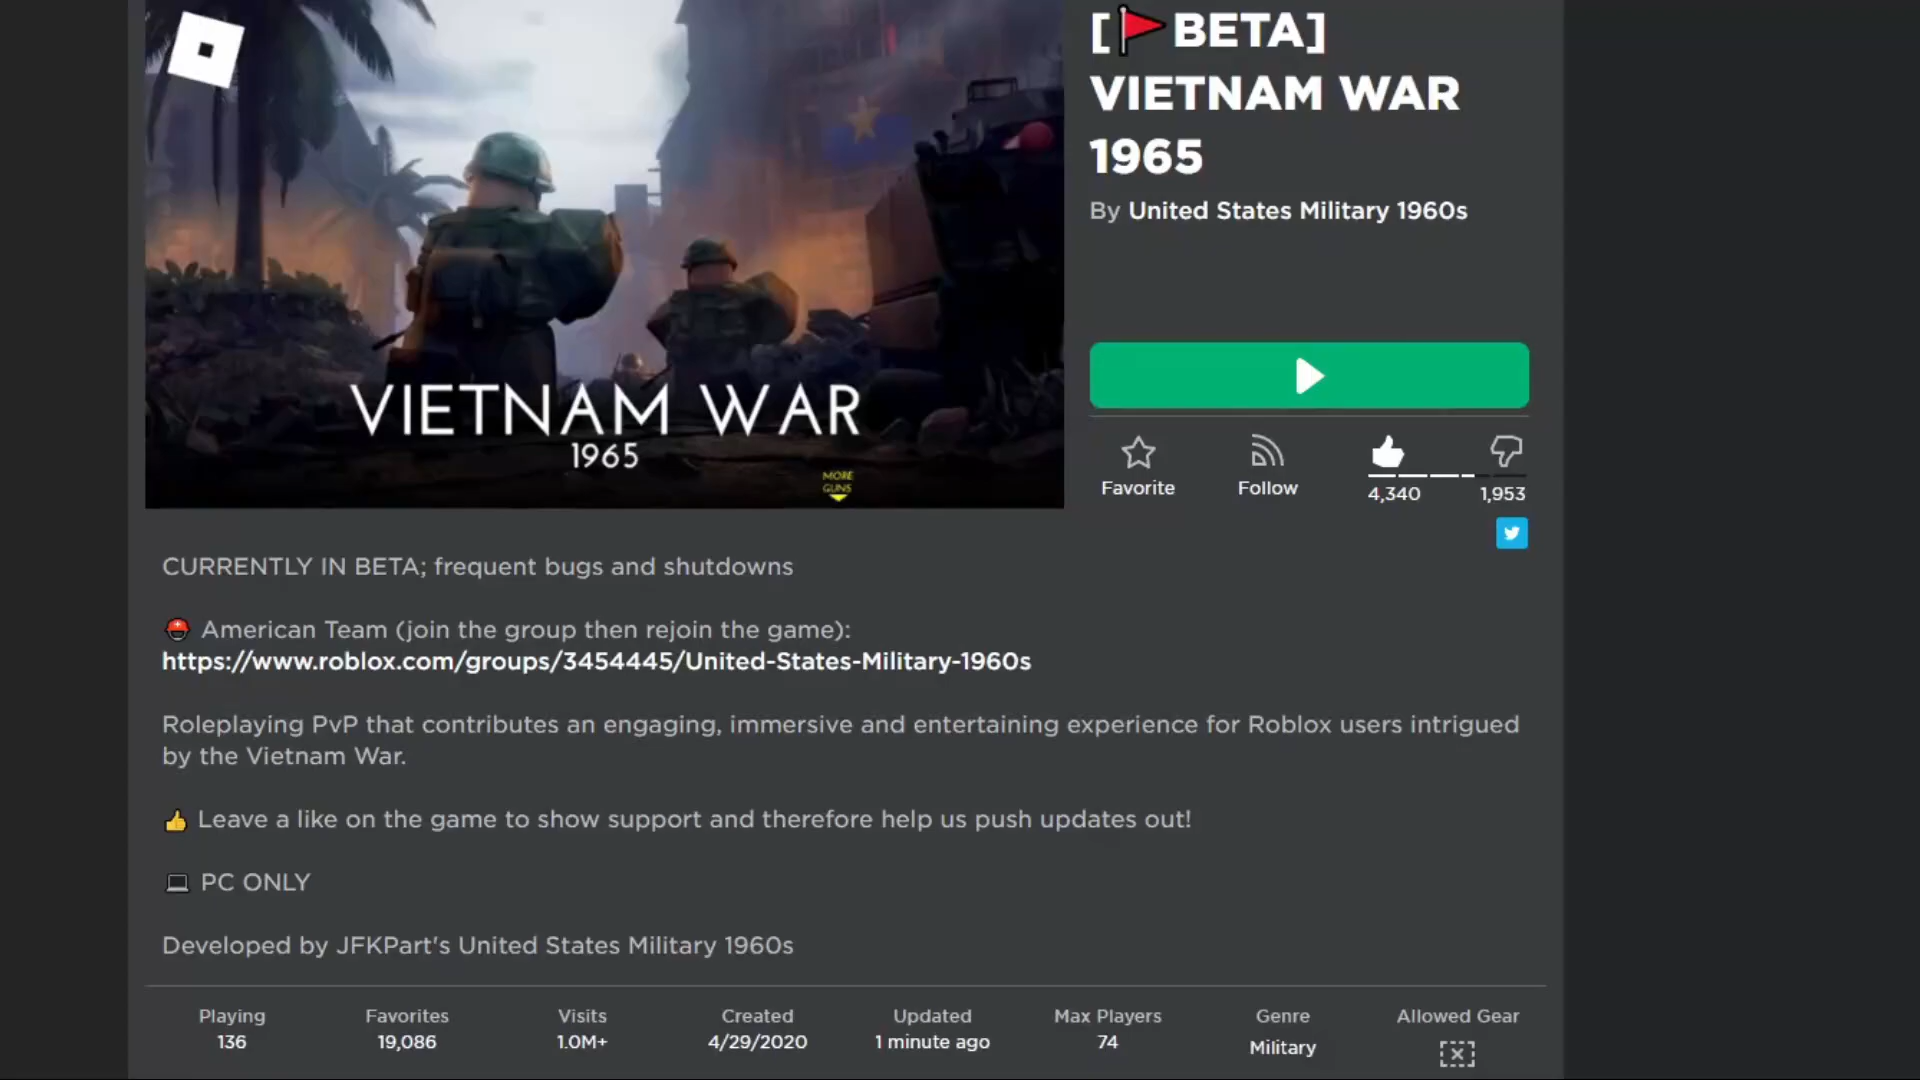 VIETNAM WAR
1965
MORE
GUNS
[🚩BETA]
VIETNAM WAR
1965
By United States Military 1960s
Favorite
Follow
4,340
1,953
CURRENTLY IN BETA; frequent bugs and shutdowns
⛑️ American Team (join the group then rejoin the game):
https://www.roblox.com/groups/3454445/United-States-Military-1960s
Roleplaying PvP that contributes an engaging, immersive and entertaining experience for Roblox users intrigued
by the Vietnam War.
👍 Leave a like on the game to show support and therefore help us push updates out!
💻 PC ONLY
Developed by JFKPart's United States Military 1960s
Playing Favorites Visits Created Updated Max Players Genre Allowed Gear
136 19,086 1.0M+ 4/29/2020 1 minute ago 74 Military